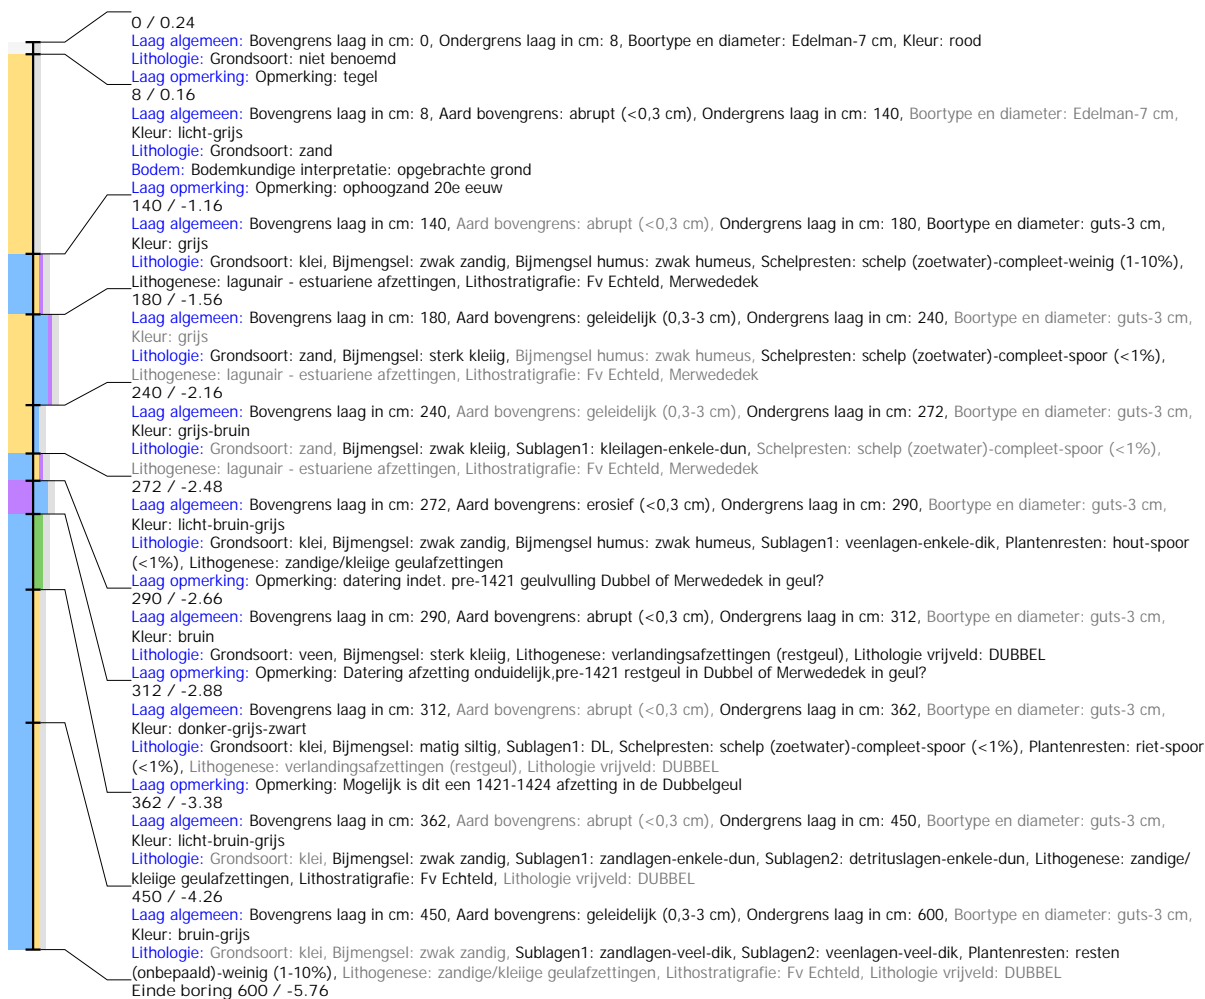 0 / 0.24
Laag algemeen: Bovengrens laag in cm: 0, Ondergrens laag in cm: 8, Boortype en diameter: Edelman-7 cm, Kleur: rood
Lithologie: Grondsoort: niet benoemd
Laag opmerking: Opmerking: tegel
8 / 0.16
Laag algemeen: Bovengrens laag in cm: 8, Aard bovengrens: abrupt (<0,3 cm), Ondergrens laag in cm: 140, Boortype en diameter: Edelman-7 cm,
Kleur: licht-grijs
Lithologie: Grondsoort: zand
Bodem: Bodemkundige interpretatie: opgebrachte grond
Laag opmerking: Opmerking: ophoogzand 20e eeuw
140 / -1.16
Laag algemeen: Bovengrens laag in cm: 140, Aard bovengrens: abrupt (<0,3 cm), Ondergrens laag in cm: 180, Boortype en diameter: guts-3 cm,
Kleur: grijs
Lithologie: Grondsoort: klei, Bijmengsel: zwak zandig, Bijmengsel humus: zwak humeus, Schelpresten: schelp (zoetwater)-compleet-weinig (1-10%),
Lithogenese: lagunair - estuariene afzettingen, Lithostratigrafie: Fv Echteld, Merwededek
180 / -1.56
Laag algemeen: Bovengrens laag in cm: 180, Aard bovengrens: geleidelijk (0,3-3 cm), Ondergrens laag in cm: 240, Boortype en diameter: guts-3 cm,
Kleur: grijs
Lithologie: Grondsoort: zand, Bijmengsel: sterk kleiig, Bijmengsel humus: zwak humeus, Schelpresten: schelp (zoetwater)-compleet-spoor (<1%),
Lithogenese: lagunair - estuariene afzettingen, Lithostratigrafie: Fv Echteld, Merwededek
240 / -2.16
Laag algemeen: Bovengrens laag in cm: 240, Aard bovengrens: geleidelijk (0,3-3 cm), Ondergrens laag in cm: 272, Boortype en diameter: guts-3 cm,
Kleur: grijs-bruin
Lithologie: Grondsoort: zand, Bijmengsel: zwak kleiig, Sublagen1: kleilagen-enkele-dun, Schelpresten: schelp (zoetwater)-compleet-spoor (<1%),
Lithogenese: lagunair - estuariene afzettingen, Lithostratigrafie: Fv Echteld, Merwededek
272 / -2.48
Laag algemeen: Bovengrens laag in cm: 272, Aard bovengrens: erosief (<0,3 cm), Ondergrens laag in cm: 290, Boortype en diameter: guts-3 cm,
Kleur: licht-bruin-grijs
Lithologie: Grondsoort: klei, Bijmengsel: zwak zandig, Bijmengsel humus: zwak humeus, Sublagen1: veenlagen-enkele-dik, Plantenresten: hout-spoor
(<1%), Lithogenese: zandige/kleiige geulafzettingen
Laag opmerking: Opmerking: datering indet. pre-1421 geulvulling Dubbel of Merwededek in geul?
290 / -2.66
Laag algemeen: Bovengrens laag in cm: 290, Aard bovengrens: abrupt (<0,3 cm), Ondergrens laag in cm: 312, Boortype en diameter: guts-3 cm,
Kleur: bruin
Lithologie: Grondsoort: veen, Bijmengsel: sterk kleiig, Lithogenese: verlandingsafzettingen (restgeul), Lithologie vrijveld: DUBBEL
Laag opmerking: Opmerking: Datering afzetting onduidelijk,pre-1421 restgeul in Dubbel of Merwededek in geul?
312 / -2.88
Laag algemeen: Bovengrens laag in cm: 312, Aard bovengrens: abrupt (<0,3 cm), Ondergrens laag in cm: 362, Boortype en diameter: guts-3 cm,
Kleur: donker-grijs-zwart
Lithologie: Grondsoort: klei, Bijmengsel: matig siltig, Sublagen1: DL, Schelpresten: schelp (zoetwater)-compleet-spoor (<1%), Plantenresten: riet-spoor
(<1%), Lithogenese: verlandingsafzettingen (restgeul), Lithologie vrijveld: DUBBEL
Laag opmerking: Opmerking: Mogelijk is dit een 1421-1424 afzetting in de Dubbelgeul
362 / -3.38
Laag algemeen: Bovengrens laag in cm: 362, Aard bovengrens: abrupt (<0,3 cm), Ondergrens laag in cm: 450, Boortype en diameter: guts-3 cm,
Kleur: licht-bruin-grijs
Lithologie: Grondsoort: klei, Bijmengsel: zwak zandig, Sublagen1: zandlagen-enkele-dun, Sublagen2: detrituslagen-enkele-dun, Lithogenese: zandige/
kleiige geulafzettingen, Lithostratigrafie: Fv Echteld, Lithologie vrijveld: DUBBEL
450 / -4.26
Laag algemeen: Bovengrens laag in cm: 450, Aard bovengrens: geleidelijk (0,3-3 cm), Ondergrens laag in cm: 600, Boortype en diameter: guts-3 cm,
Kleur: bruin-grijs
Lithologie: Grondsoort: klei, Bijmengsel: zwak zandig, Sublagen1: zandlagen-veel-dik, Sublagen2: veenlagen-veel-dik, Plantenresten: resten
(onbepaald)-weinig (1-10%), Lithogenese: zandige/kleiige geulafzettingen, Lithostratigrafie: Fv Echteld, Lithologie vrijveld: DUBBEL
Einde boring 600 / -5.76